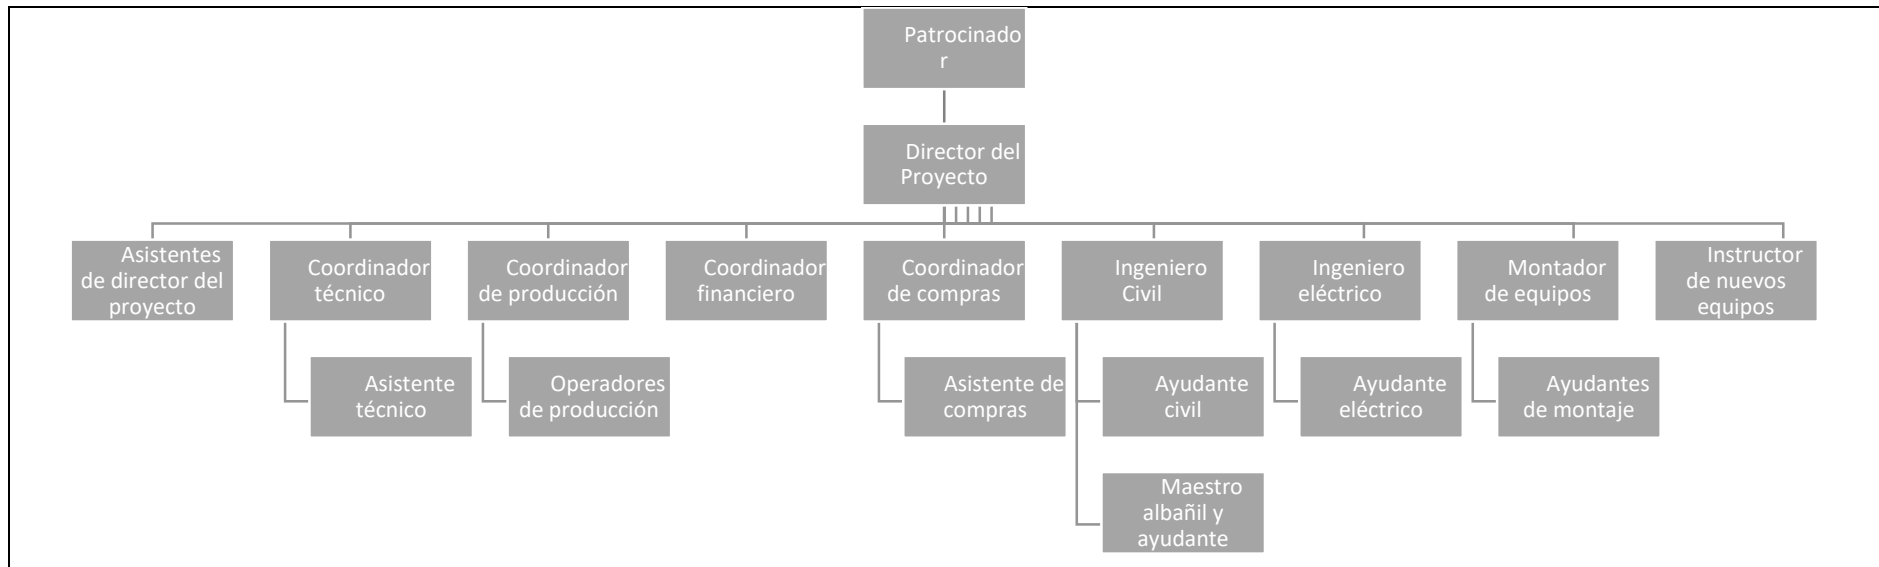 Patrocinado
r
Director del
Proyecto
Asistentes
de director del
proyecto
Coordinador
técnico
Coordinador
de producción
Coordinador
financiero
Coordinador
de compras
Ingeniero
Civil
Ingeniero
eléctrico
Montador
de equipos
Instructor
de nuevos
equipos
Asistente
técnico
Operadores
de producción
Asistente de
compras
Ayudante
civil
Ayudante
eléctrico
Ayudantes
de montaje
Maestro
albañil y
ayudante